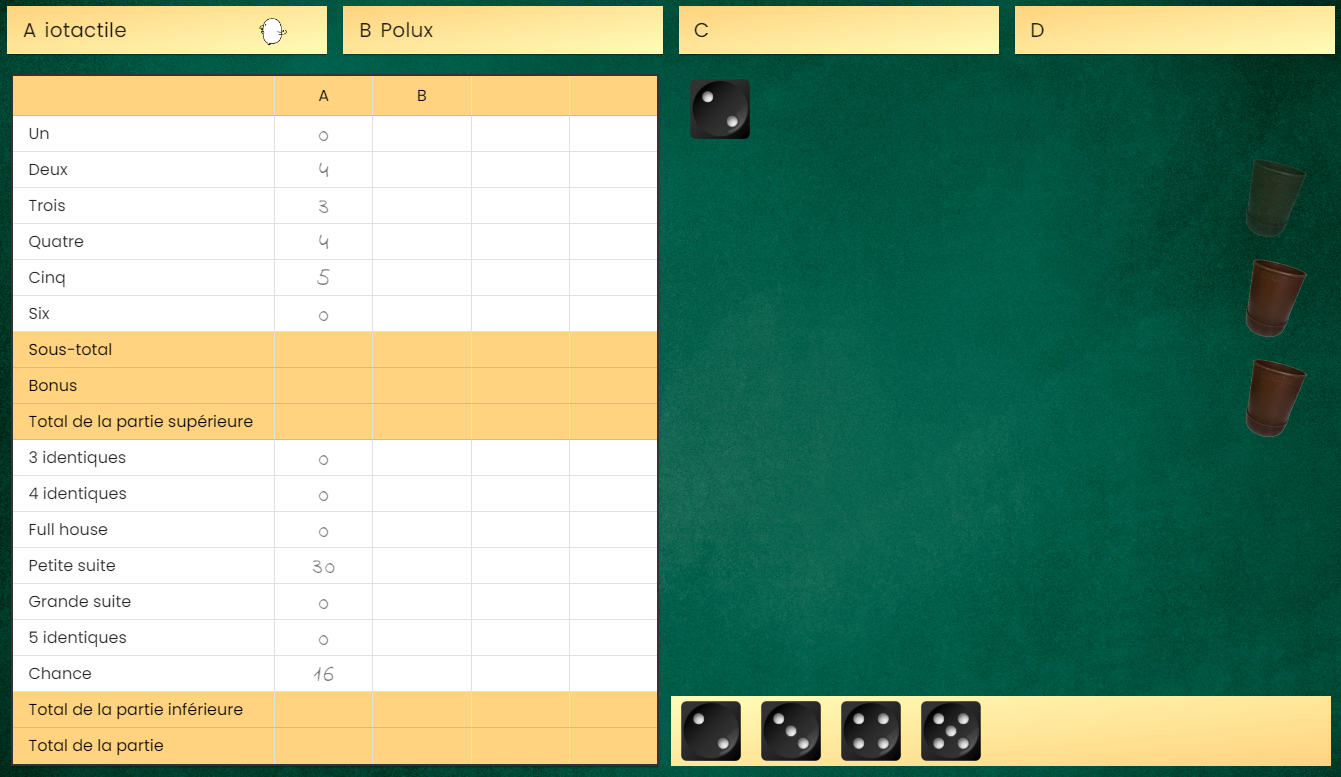 A iotactile B Polux C D
A B
Un 0
Deux 4
Trois 3
Quatre 4
Cinq 5
Six 0
Sous-total
Bonus
Total de la partie supérieure
3 identiques 0
4 identiques 0
Full house 0
Petite suite 30
Grande suite 0
5 identiques 0
Chance 16
Total de la partie inférieure
Total de la partie